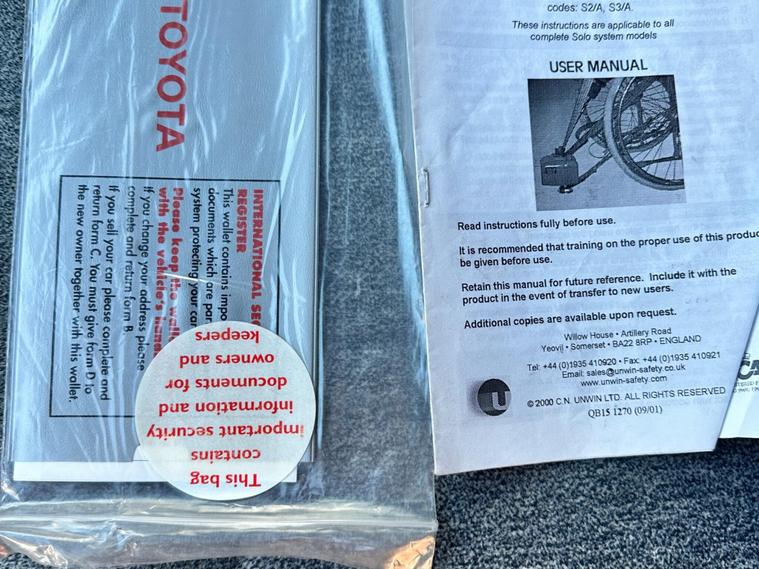 TOYOTA
INTERNATIONAL
REGISTER
This wallet contains
documents which are
system protecting your car
Please keep the
with the vehicle's
If you change your address please
complete and return form B
If you sell your car please complete and
return form C. You must give form D to
the new owner together with this wallet.
This bag
contains
important security
information and
documents for
owners and
keepers
codes: S2/A, S3/A.
These instructions are applicable to all
complete Solo system models
USER MANUAL
Read instructions fully before use.
It is recommended that training on the proper use of this
be given before use.
Retain this manual for future reference. Include it with the
product in the event of transfer to new users.
Additional copies are available upon request.
Willow House • Artillery Road
Yeovil • Somerset • BA22 8RP • ENGLAND
Tel: +44 (0)1935 410920 • Fax: +44 (0)1935 410921
Email: sales@unwin-safety.co.uk
www.unwin-safety.com
u
© 2000 C.N. UNWIN LTD. ALL RIGHTS RESERVED
QB15 1270 (09/01)